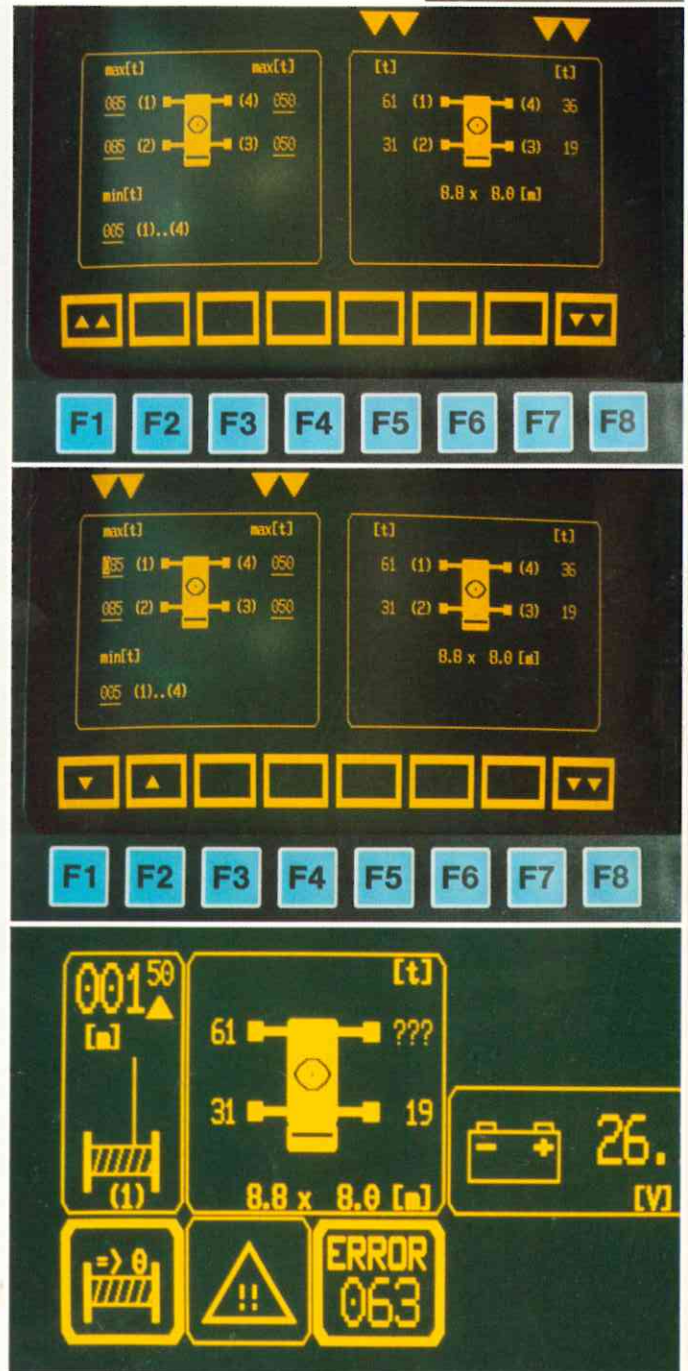 max[t] max[t]
085 (1) (4) 050
085 (2) (3) 050
min[t]
005 (1)..(4)
[t] [t]
61 (1) (4) 36
31 (2) (3) 19
8.8 x 8.0 [m]
F1 F2 F3 F4 F5 F6 F7 F8
max[t] max[t]
085 (1) (4) 050
085 (2) (3) 050
min[t]
005 (1)..(4)
[t] [t]
61 (1) (4) 36
31 (2) (3) 19
8.8 x 8.0 [m]
F1 F2 F3 F4 F5 F6 F7 F8
001 50
[m]
(1)
[t]
61 ???
31 19
8.8 x 8.0 [m]
- + 26.
[V]
=> 0
!!
ERROR
063